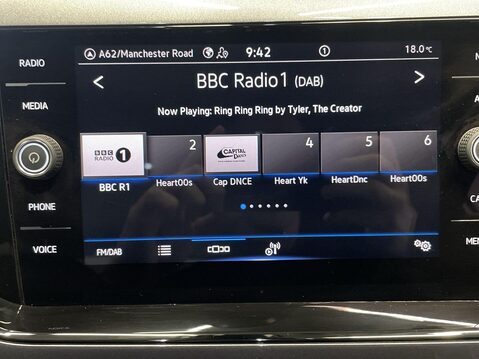 A62/Manchester Road 9:42 1 18.0°C
RADIO
BBC Radio1 (DAB)
Now Playing: Ring Ring Ring by Tyler, The Creator
MEDIA
BBC RADIO 1
2
CAPITAL DANCE
4
5
6
BBC R1
Heart00s
Cap DNCE
Heart Yk
HeartDnc
Heart00s
PHONE
VOICE
FM/DAB